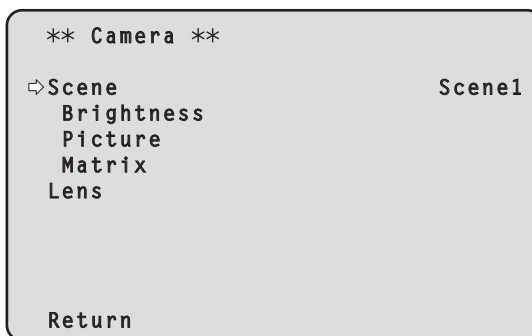 ** Camera **
⇨Scene Scene1
Brightness
Picture
Matrix
Lens
Return